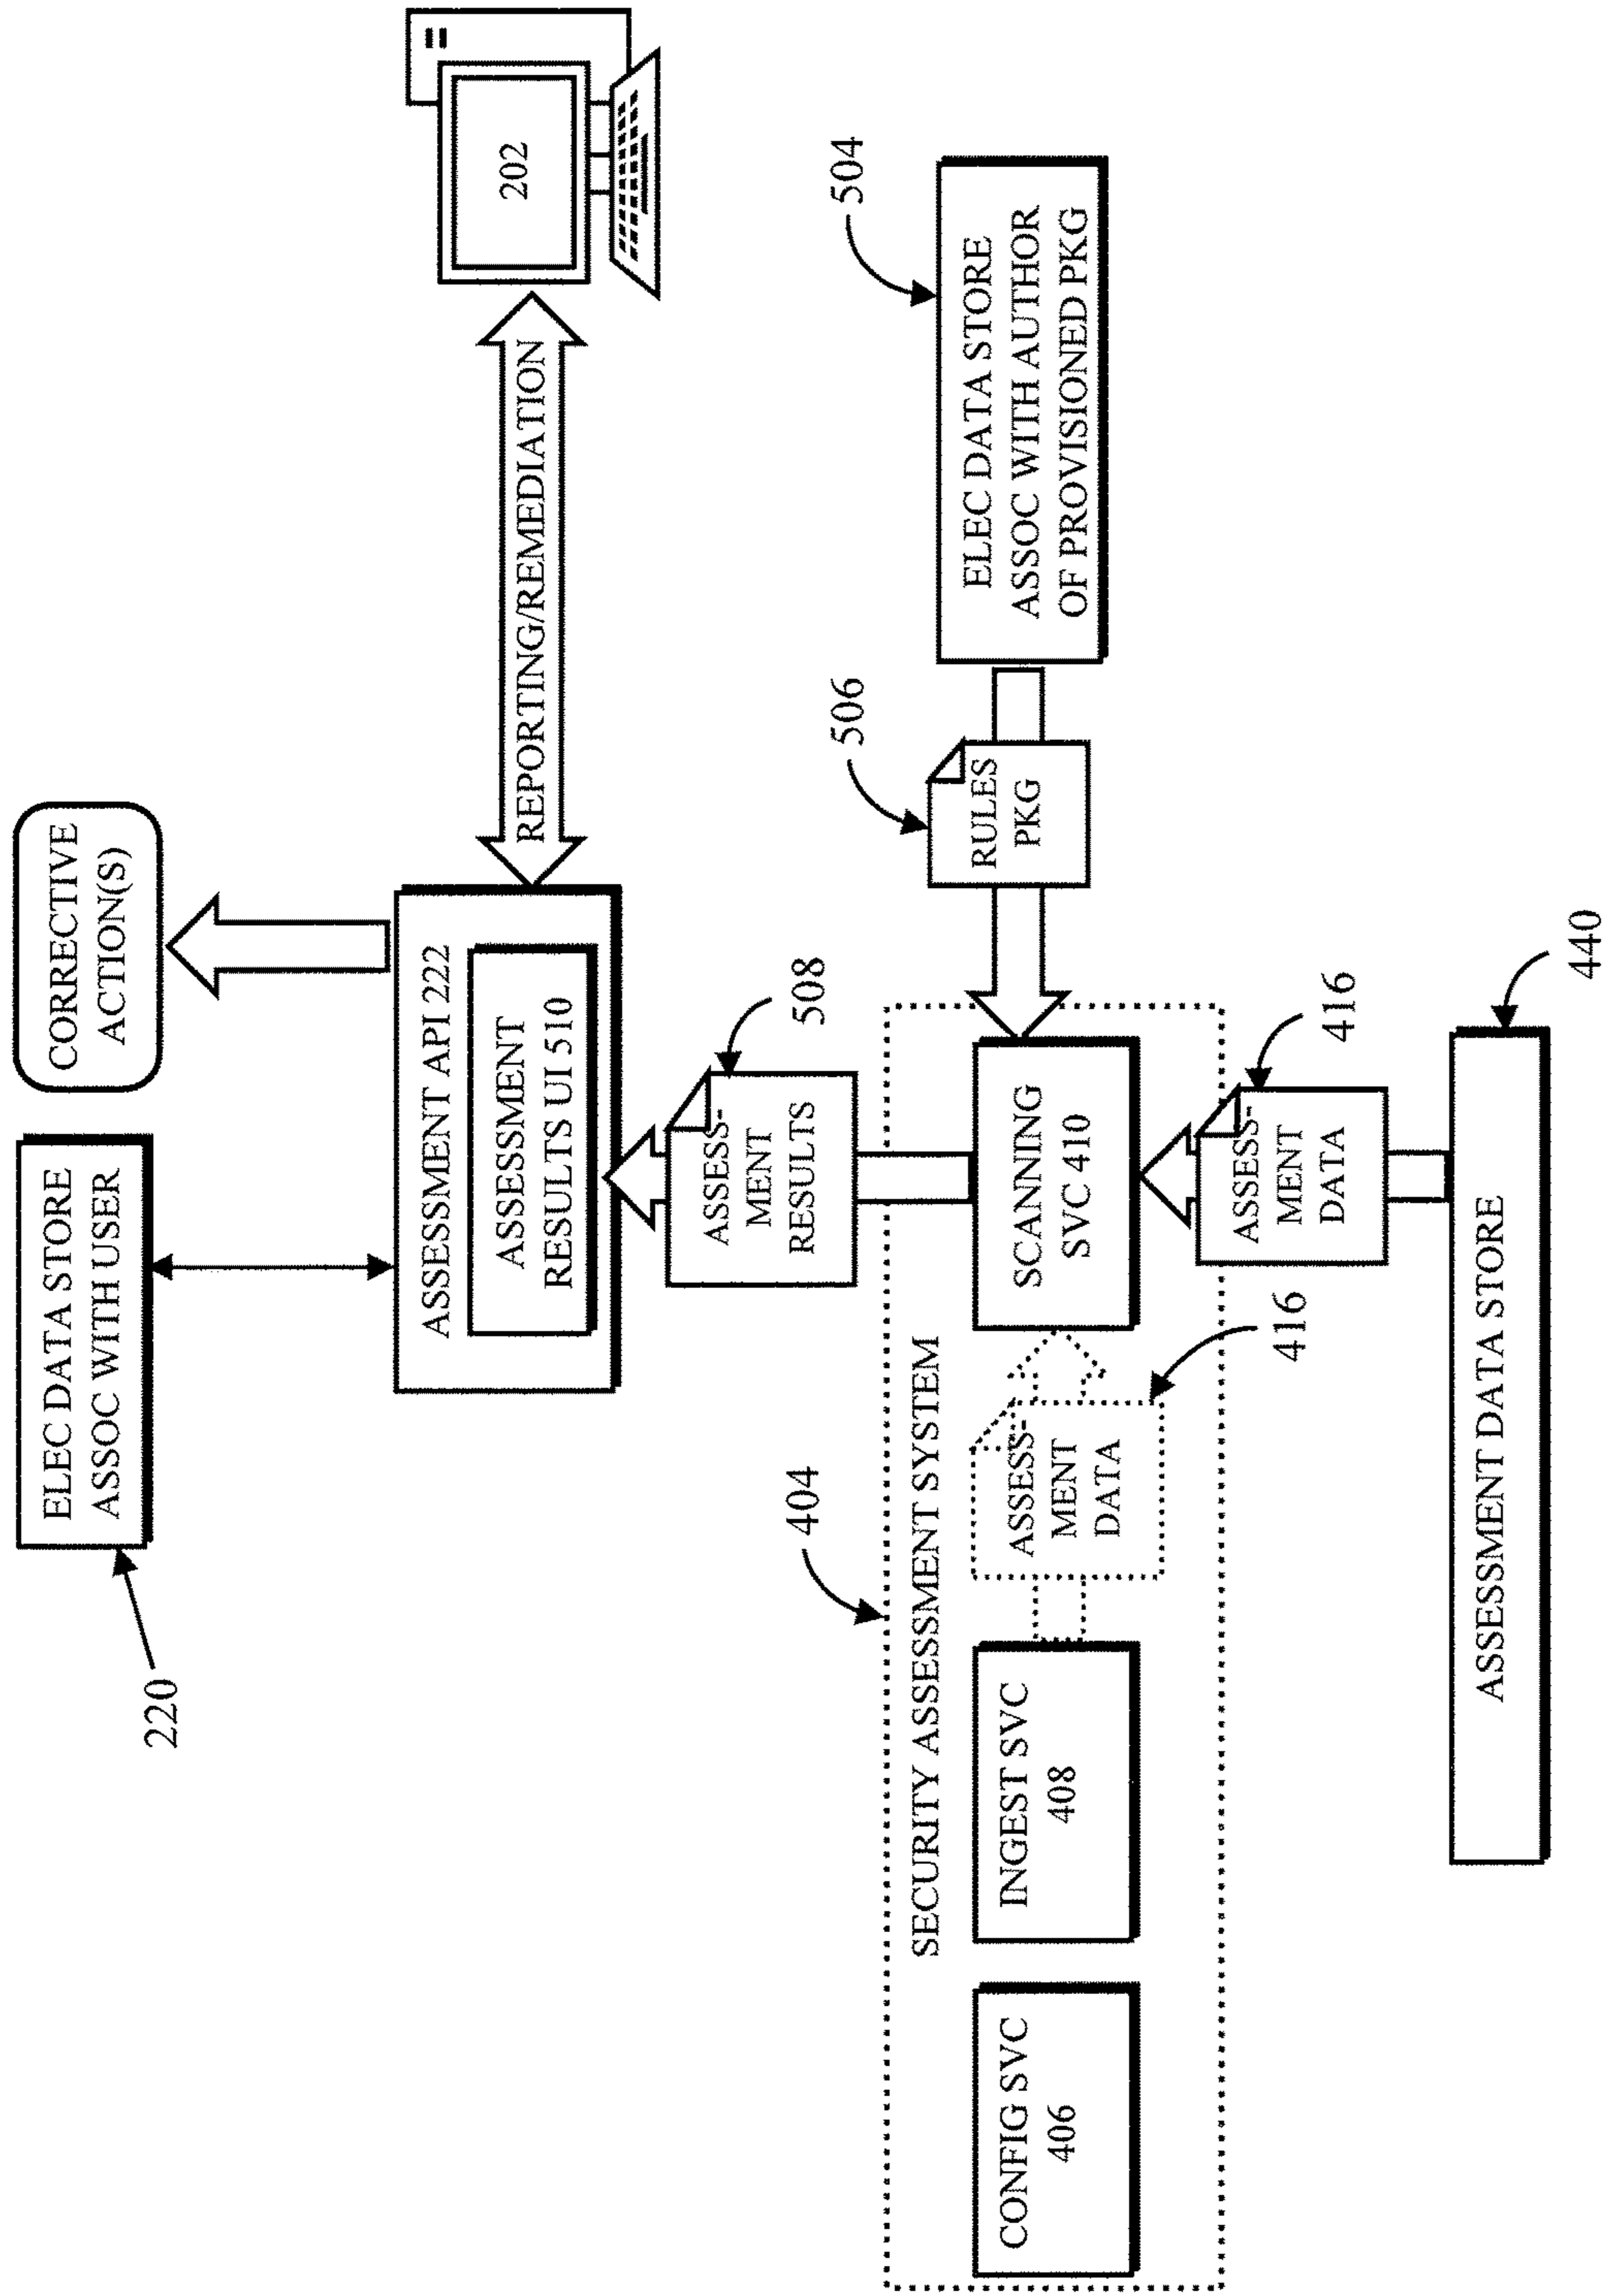 220
ELEC DATA STORE
ASSOC WITH USER
CORRECTIVE
ACTION(S)
ASSESSMENT API 222
ASSESSMENT
RESULTS UI 510
REPORTING/REMEDIATION
202
ASSESS-
MENT
RESULTS
508
404
SECURITY ASSESSMENT SYSTEM
CONFIG SVC
406
INGEST SVC
408
ASSESS-
MENT
DATA
416
SCANNING
SVC 410
506
RULES
PKG
504
ELEC DATA STORE
ASSOC WITH AUTHOR
OF PROVISIONED PKG
ASSESS-
MENT
DATA
416
ASSESSMENT DATA STORE
440